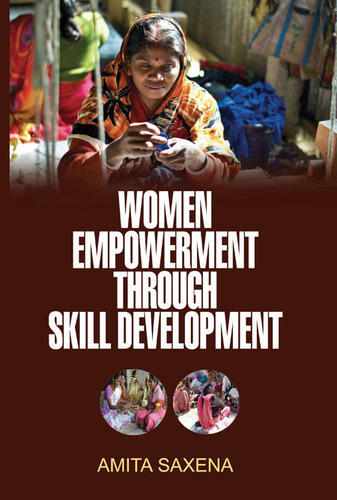 WOMEN
EMPOWERMENT
THROUGH
SKILL DEVELOPMENT
AMITA SAXENA